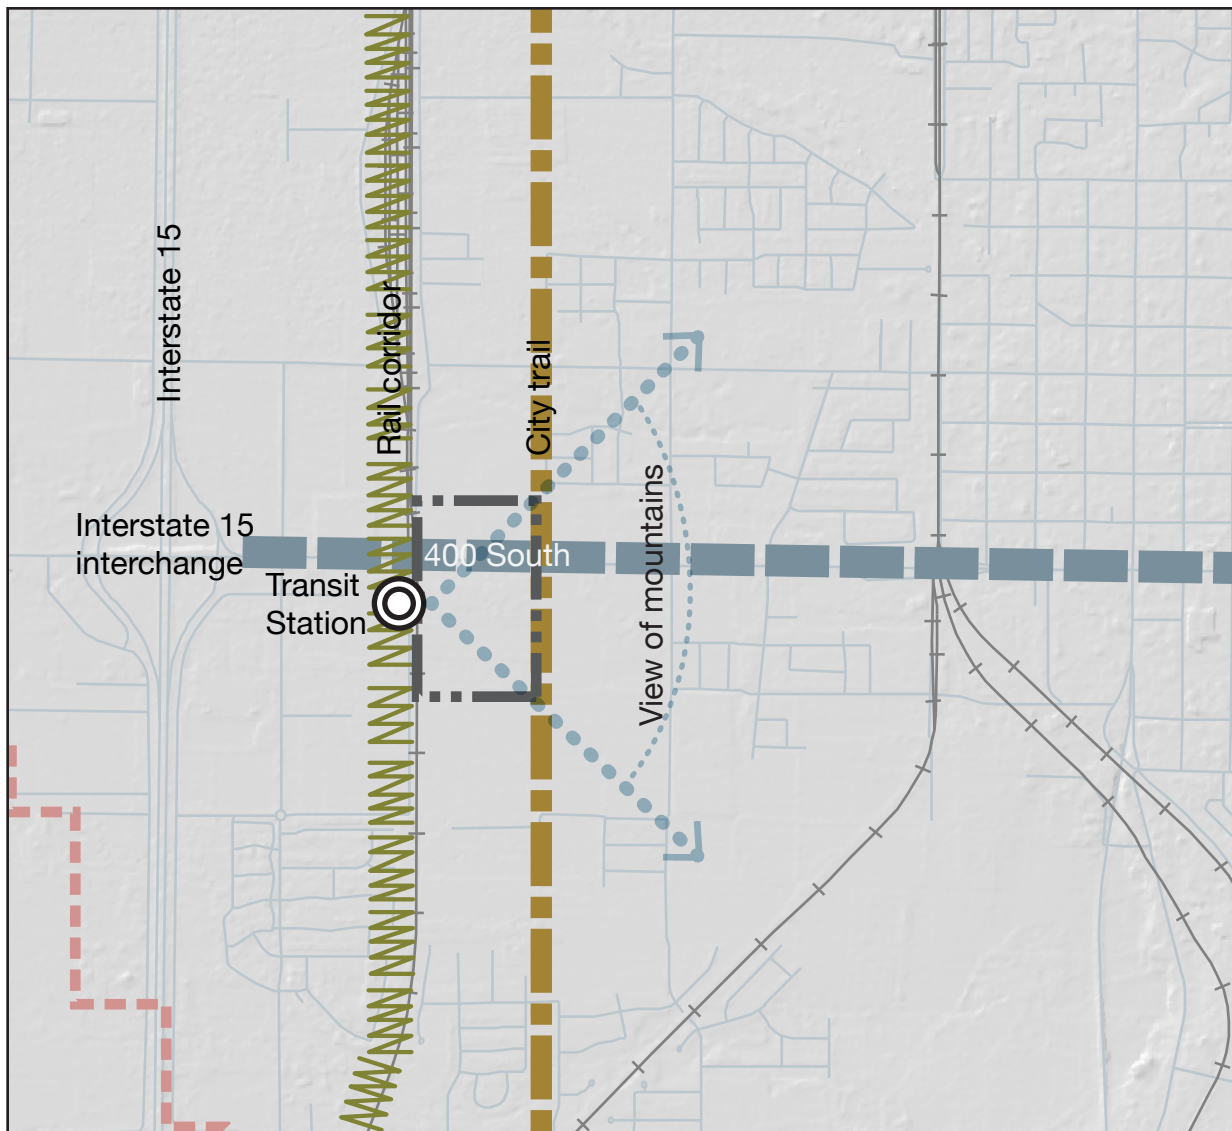 Interstate 15
Rail corridor
City trail
View of mountains
Interstate 15
interchange
400 South
Transit
Station